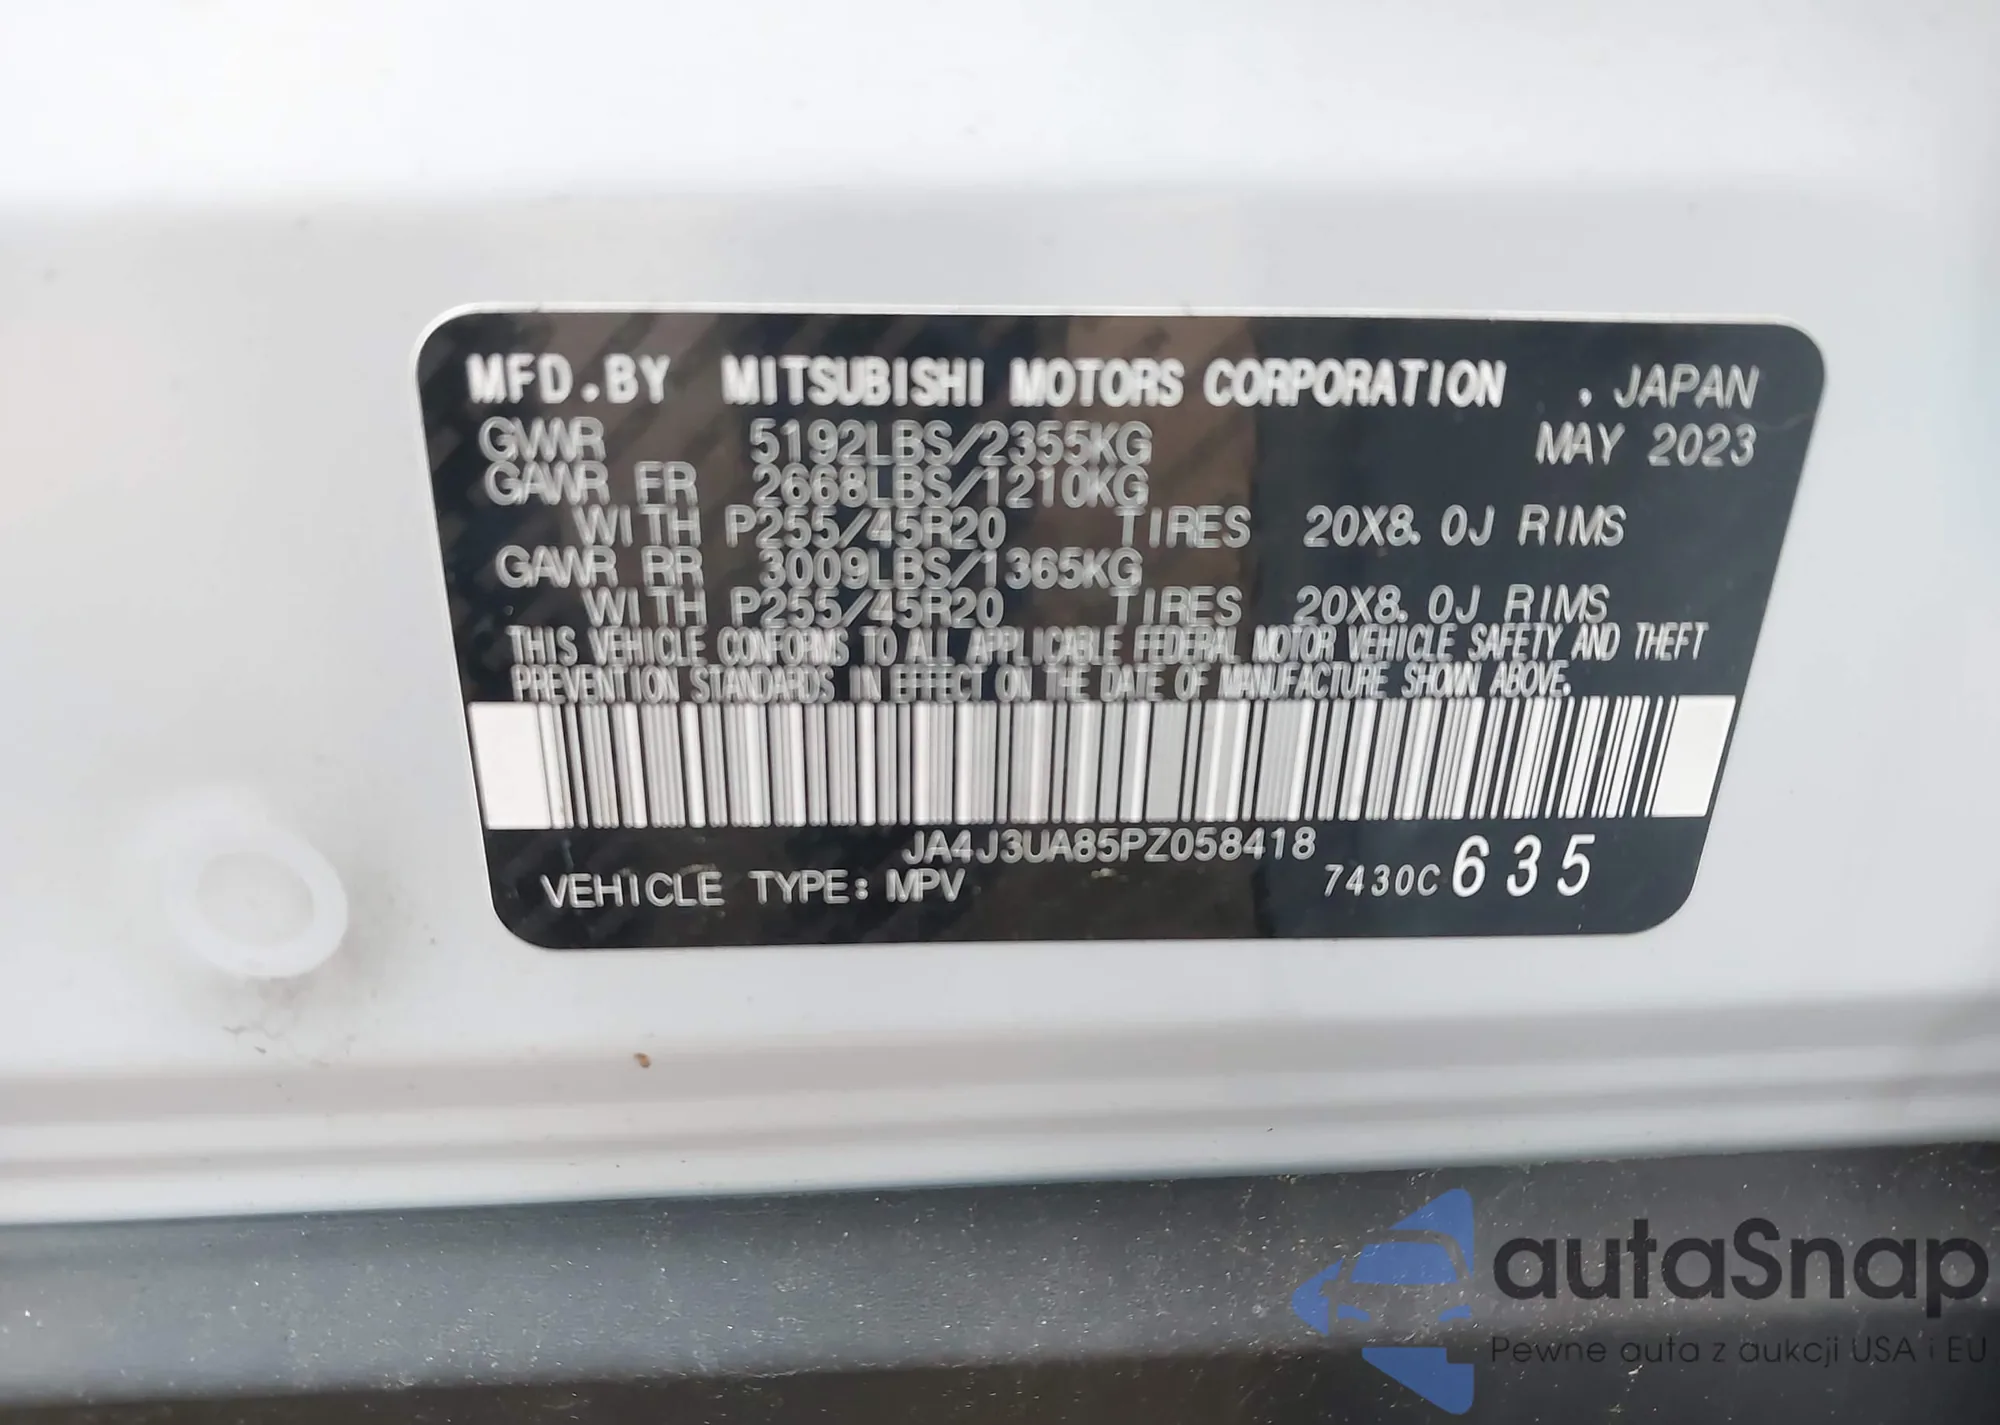 MFD.BY MITSUBISHI MOTORS CORPORATION , JAPAN
GVWR 5192LBS/2355KG MAY 2023
GAWR FR 2668LBS/1210KG
WITH P255/45R20 TIRES 20X8.0J RIMS
GAWR RR 3009LBS/1365KG
WITH P255/45R20 TIRES 20X8.0J RIMS
THIS VEHICLE CONFORMS TO ALL APPLICABLE FEDERAL MOTOR VEHICLE SAFETY AND THEFT
PREVENTION STANDARDS IN EFFECT ON THE DATE OF MANUFACTURE SHOWN ABOVE.
JA4J3UA85PZ058418
VEHICLE TYPE: MPV 7430C 635
autaSnap
Pewne auta z aukcji USA i EU